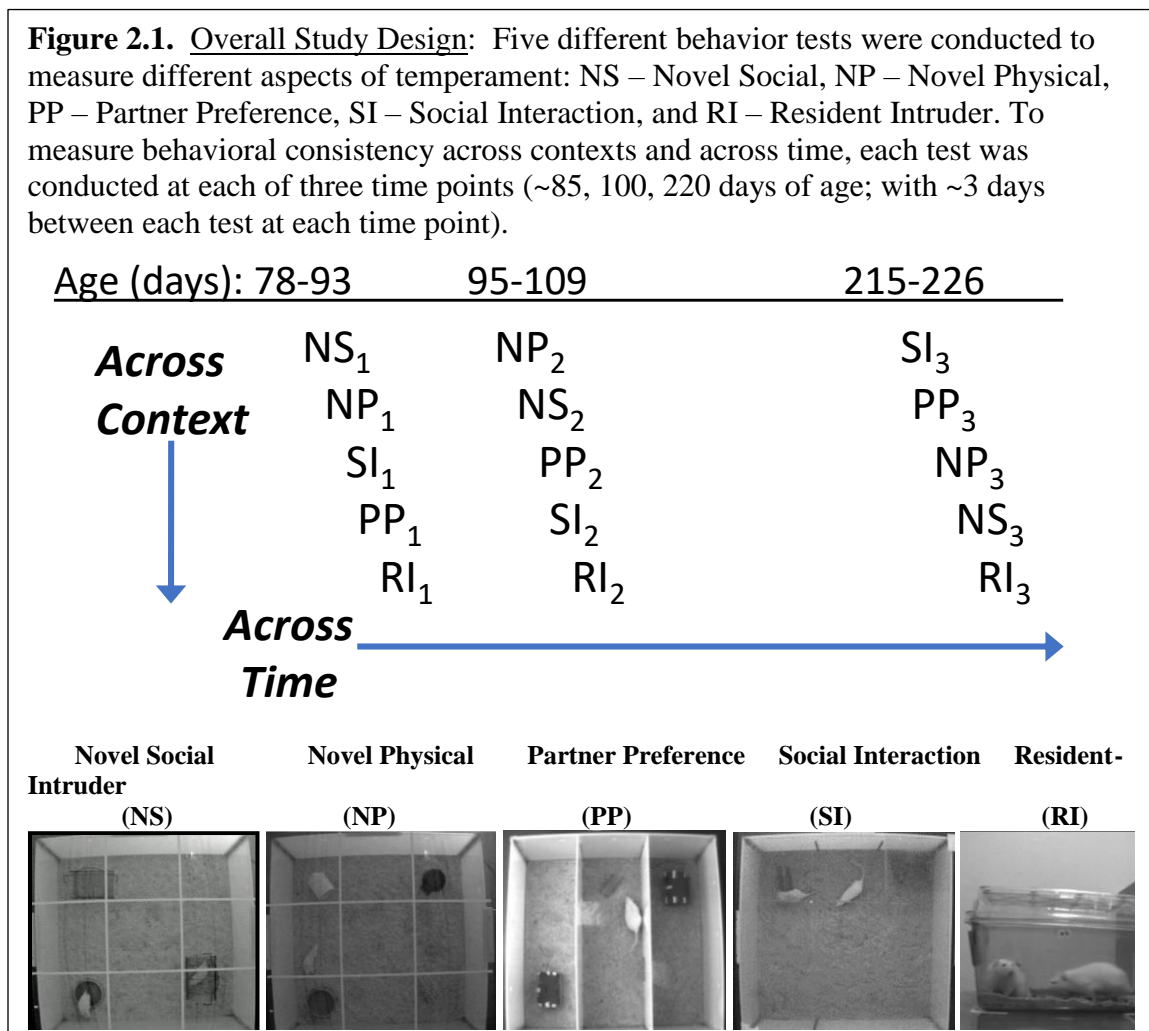 Figure 2.1. Overall Study Design: Five different behavior tests were conducted to
measure different aspects of temperament: NS – Novel Social, NP – Novel Physical,
PP – Partner Preference, SI – Social Interaction, and RI – Resident Intruder. To
measure behavioral consistency across contexts and across time, each test was
conducted at each of three time points (~85, 100, 220 days of age; with ~3 days
between each test at each time point).
Age (days): 78-93 95-109 215-226
Across Context
NS₁ NP₂ SI₃
NP₁ NS₂ PP₃
SI₁ PP₂ NP₃
PP₁ SI₂ NS₃
RI₁ RI₂ RI₃
Across
Time
Novel Social Novel Physical Partner Preference Social Interaction Resident-
Intruder
(NS) (NP) (PP) (SI) (RI)